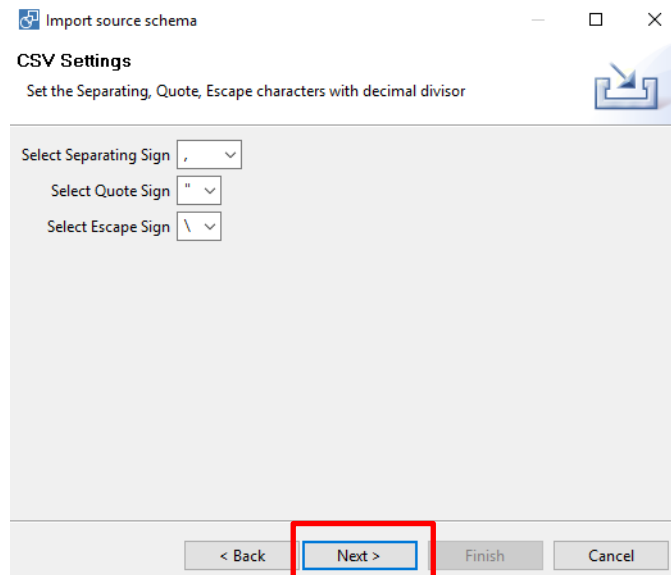 Import source schema
CSV Settings
Set the Separating, Quote, Escape characters with decimal divisor
Select Separating Sign ,
Select Quote Sign "
Select Escape Sign \
< Back Next > Finish Cancel